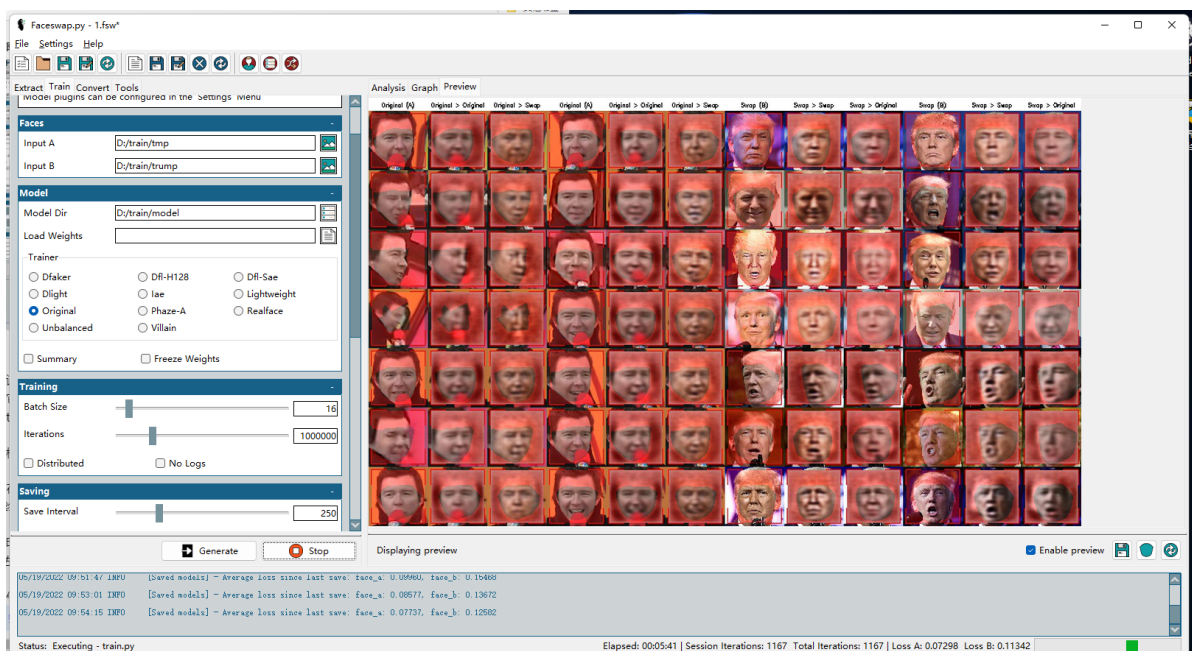 Faceswap.py - 1.fsw*
File Settings Help
Extract Train Convert Tools
Model plugins can be configured in the 'Settings' Menu
Faces
Input A D:/train/tmp
Input B D:/train/trump
Model
Model Dir D:/train/model
Load Weights
Trainer
Dfaker Dfl-H128 Dfl-Sae
Dlight Iae Lightweight
Original Phaze-A Realface
Unbalanced Villain
Summary Freeze Weights
Training
Batch Size 16
Iterations 1000000
Distributed No Logs
Saving
Save Interval 250
Generate Stop
Analysis Graph Preview
Original (A) Original > Original Original > Swap Original (A) Original > Original Original > Swap Swap (B) Swap > Swap Swap > Original Swap (B) Swap > Swap Swap > Original
Displaying preview Enable preview
05/19/2022 09:51:47 INFO [Saved models] - Average loss since last save: face_a: 0.09960, face_b: 0.15468
05/19/2022 09:53:01 INFO [Saved models] - Average loss since last save: face_a: 0.08577, face_b: 0.13672
05/19/2022 09:54:15 INFO [Saved models] - Average loss since last save: face_a: 0.07737, face_b: 0.12582
Status: Executing - train.py Elapsed: 00:05:41 | Session Iterations: 1167 Total Iterations: 1167 | Loss A: 0.07298 Loss B: 0.11342